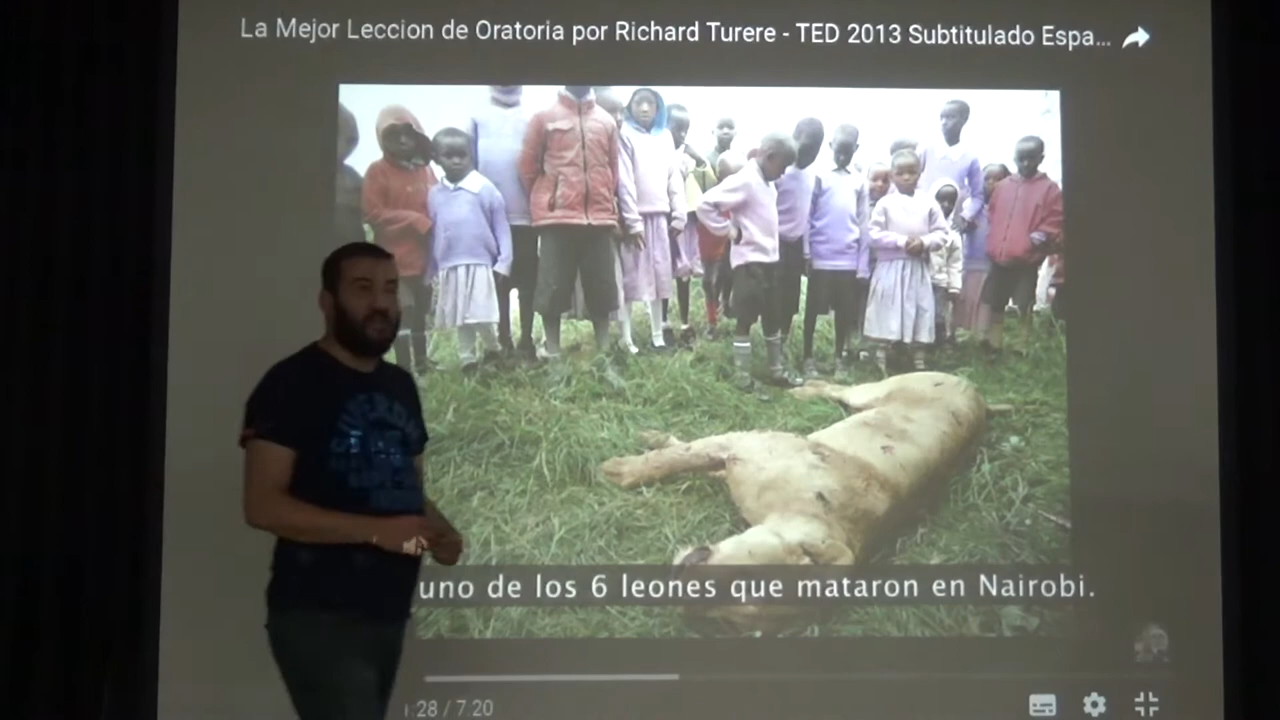 La Mejor Leccion de Oratoria por Richard Turere - TED 2013 Subtitulado Espa...
uno de los 6 leones que mataron en Nairobi.
:28 / 7:20